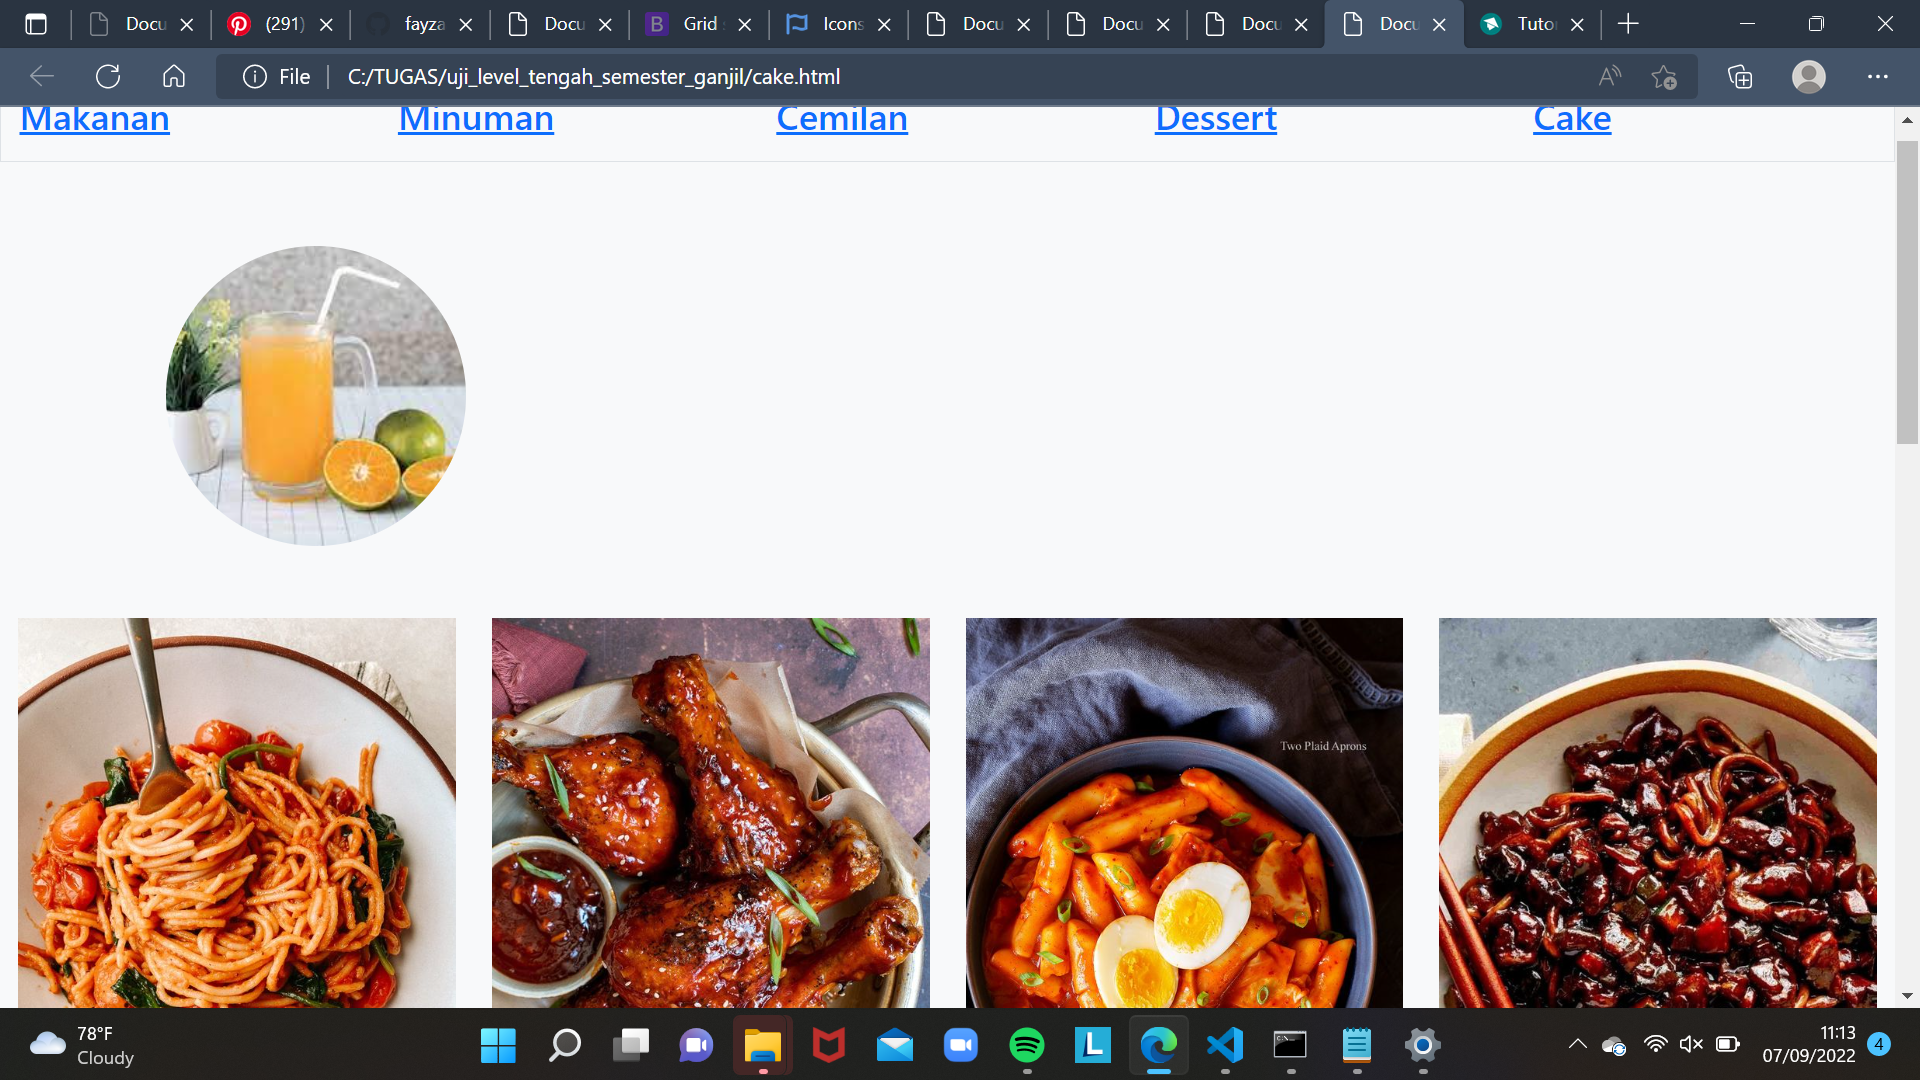 Docu
(291)
fayza
Docu
Grid
Icons
Docu
Docu
Docu
Docu
Tuto
File
C:/TUGAS/uji_level_tengah_semester_ganjil/cake.html
Makanan Minuman Cemilan Dessert Cake
Two Plaid Aprons
78°F
Cloudy
11:13
07/09/2022
4